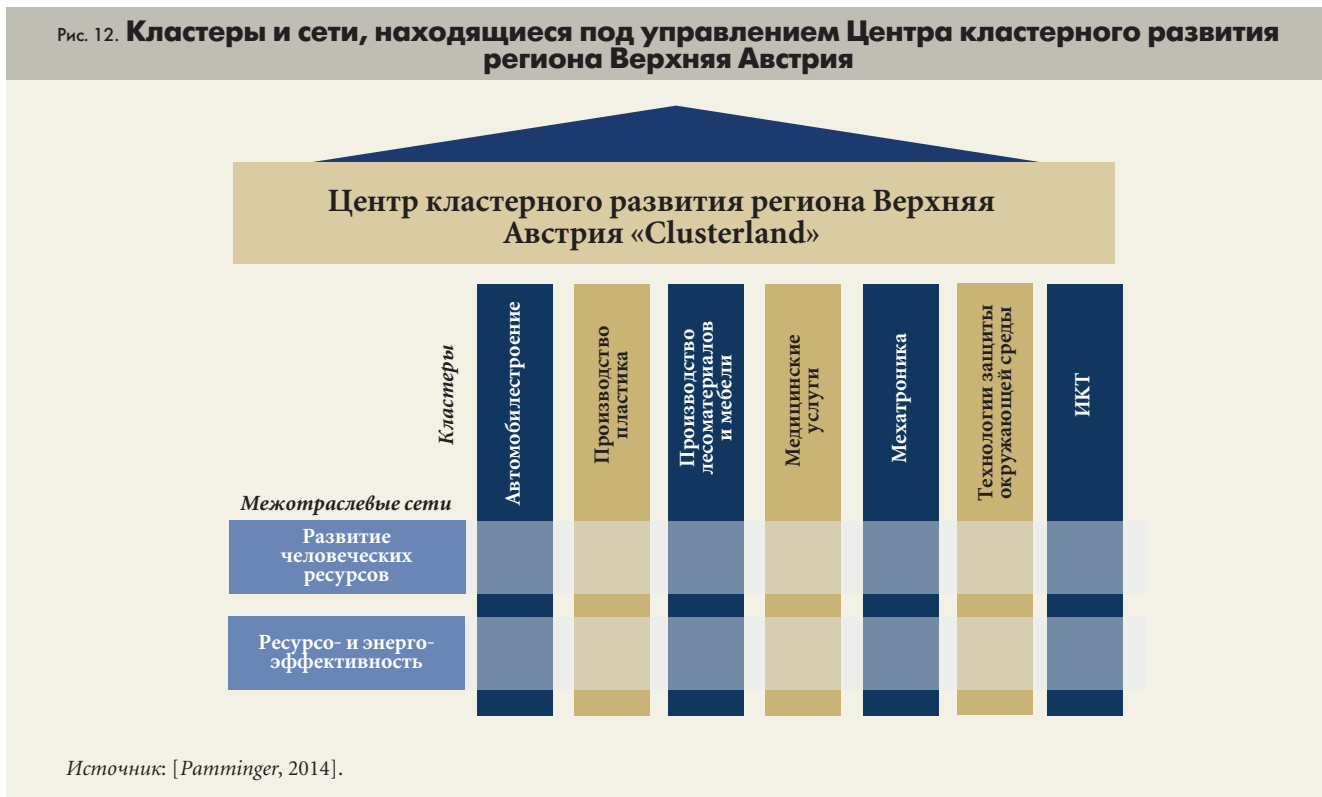 Рис. 12. Кластеры и сети, находящиеся под управлением Центра кластерного развития
региона Верхняя Австрия
Центр кластерного развития региона Верхняя
Австрия «Clusterland»
Кластеры
Автомобилестроение
Производство
пластика
Производство
лесоматериалов
и мебели
Медицинские
услуги
Мехатроника
Технологии защиты
окружающей среды
ИКТ
Межотраслевые сети
Развитие
человеческих
ресурсов
Ресурсо- и энерго-
эффективность
Источник: [Pamminger, 2014].